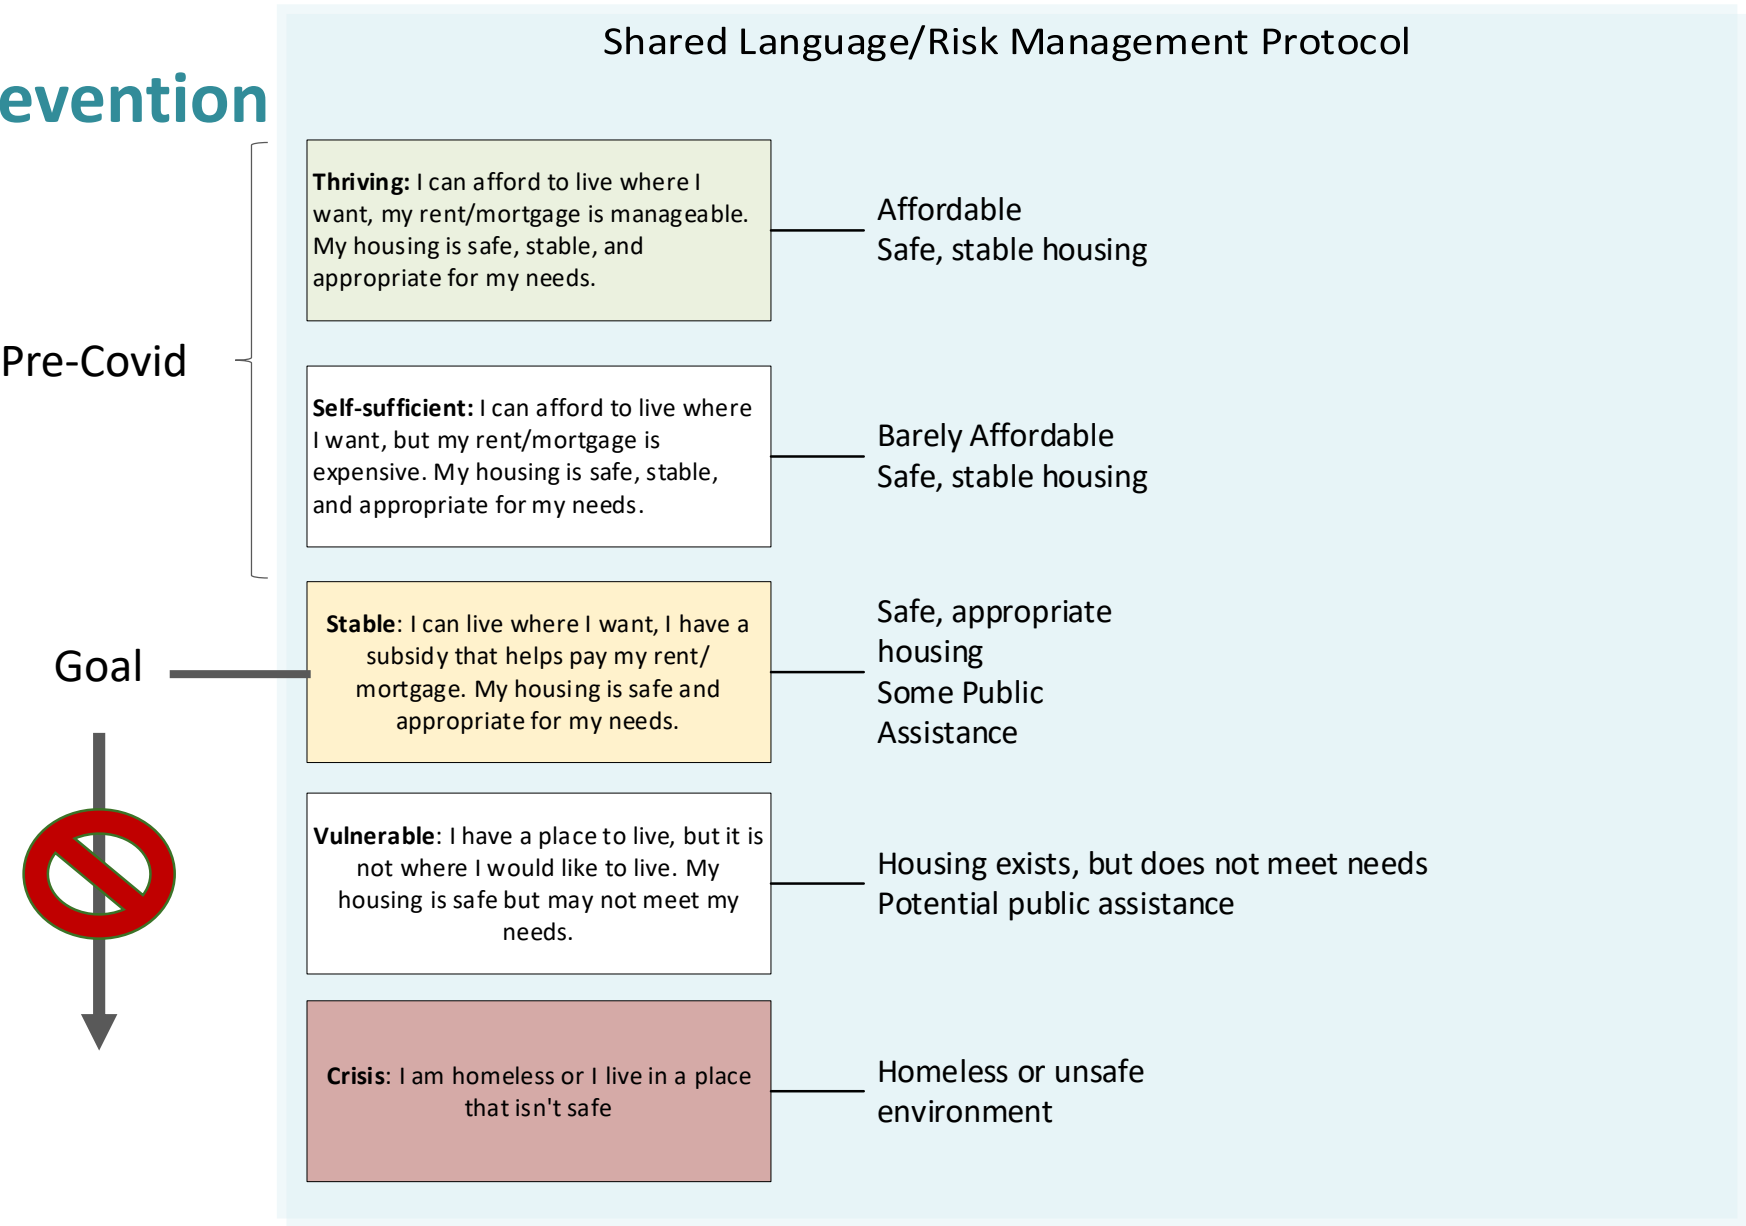 Shared Language/Risk Management Protocol
evention
Thriving: I can afford to live where I
want, my rent/mortgage is manageable.
My housing is safe, stable, and
appropriate for my needs.
Affordable
Safe, stable housing
Pre-Covid
Self-sufficient: I can afford to live where
I want, but my rent/mortgage is
expensive. My housing is safe, stable,
and appropriate for my needs.
Barely Affordable
Safe, stable housing
Goal
Stable: I can live where I want, I have a
subsidy that helps pay my rent/
mortgage. My housing is safe and
appropriate for my needs.
Safe, appropriate
housing
Some Public
Assistance
Vulnerable: I have a place to live, but it is
not where I would like to live. My
housing is safe but may not meet my
needs.
Housing exists, but does not meet needs
Potential public assistance
Crisis: I am homeless or I live in a place
that isn't safe
Homeless or unsafe
environment